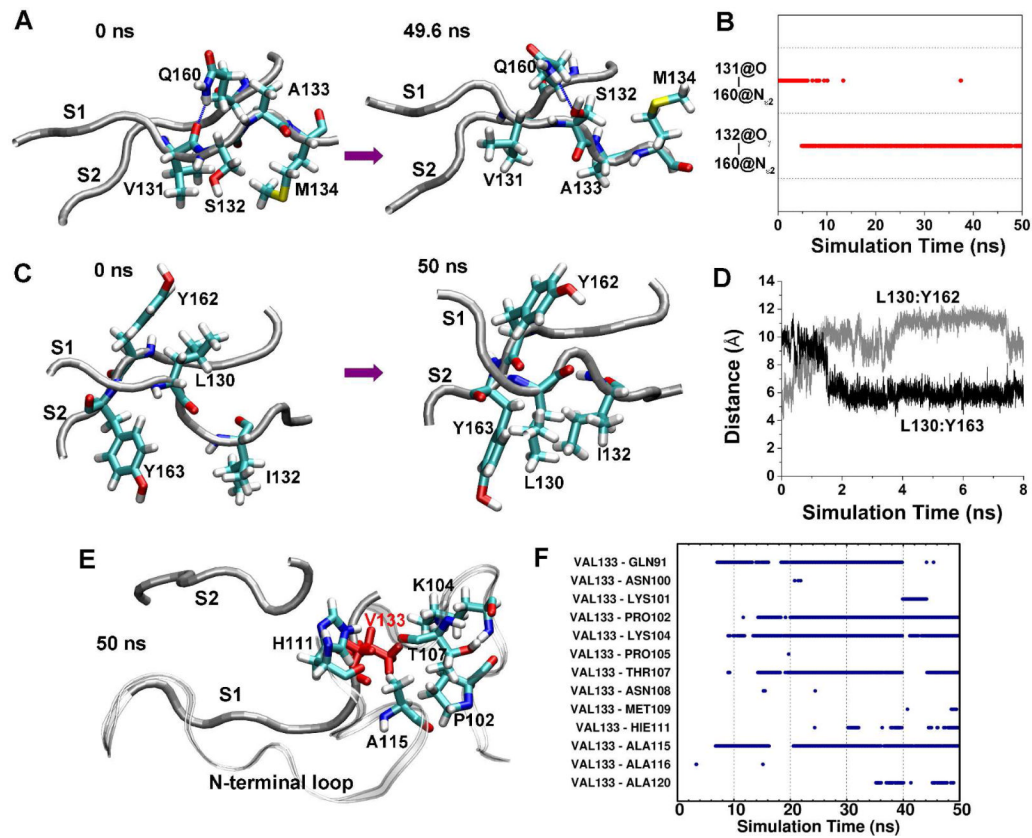 A
0 ns
49.6 ns
Q160
A133
S1
S2
V131
S132
M134
Q160
M134
S132
S1
S2
V131
A133
B
131@O
160@Nε2
132@Oγ
160@Nε2
0 10 20 30 40 50
Simulation Time (ns)
C
0 ns
50 ns
Y162
S1
L130
S2
Y163
I132
Y162
S1
S2
Y163
I132
L130
D
14
12
10
8
6
4
2
0
Distance (Å)
L130:Y162
L130:Y163
0 2 4 6 8
Simulation Time (ns)
E
S2
50 ns
K104
V133
H111
T107
S1
P102
A115
N-terminal loop
F
VAL133 - GLN91
VAL133 - ASN100
VAL133 - LYS101
VAL133 - PRO102
VAL133 - LYS104
VAL133 - PRO105
VAL133 - THR107
VAL133 - ASN108
VAL133 - MET109
VAL133 - HIE111
VAL133 - ALA115
VAL133 - ALA116
VAL133 - ALA120
0 10 20 30 40 50
Simulation Time (ns)